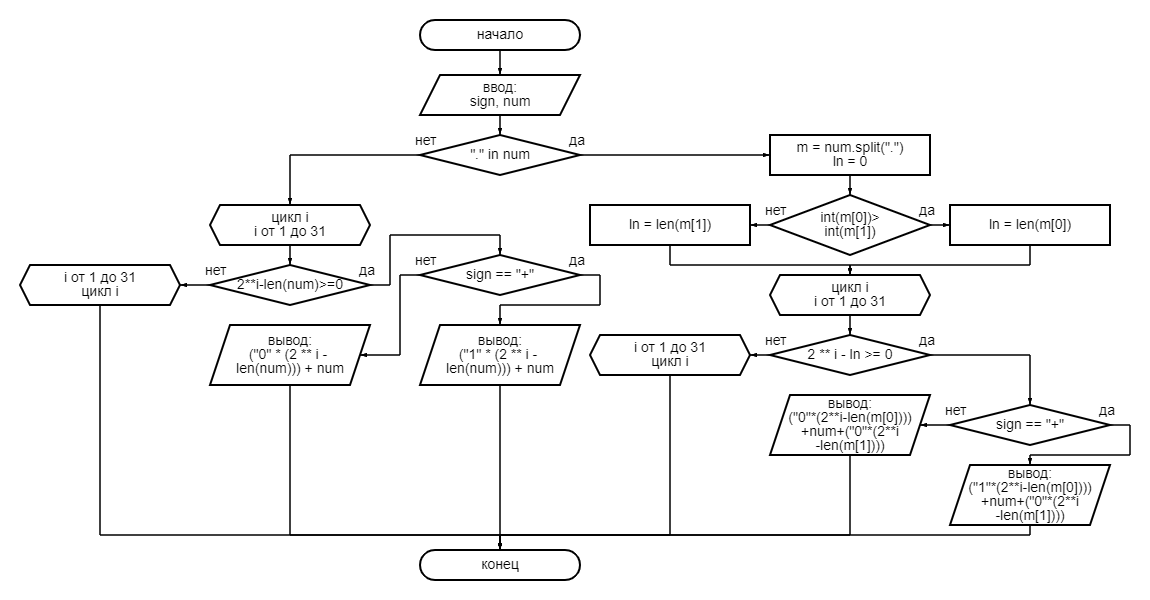 начало
ввод:
sign, num
нет
да
"." in num
m = num.split(".")
ln = 0
цикл i
i от 1 до 31
нет
да
2**i-len(num)>=0
i от 1 до 31
цикл i
нет
да
sign == "+"
вывод:
("0" * (2 ** i -
len(num))) + num
вывод:
("1" * (2 ** i -
len(num))) + num
нет
да
int(m[0])>
int(m[1])
ln = len(m[1])
ln = len(m[0])
цикл i
i от 1 до 31
нет
да
2 ** i - ln >= 0
i от 1 до 31
цикл i
нет
да
sign == "+"
вывод:
("0"*(2**i-len(m[0])))
+num+("0"*(2**i
-len(m[1])))
вывод:
("1"*(2**i-len(m[0])))
+num+("0"*(2**i
-len(m[1])))
конец